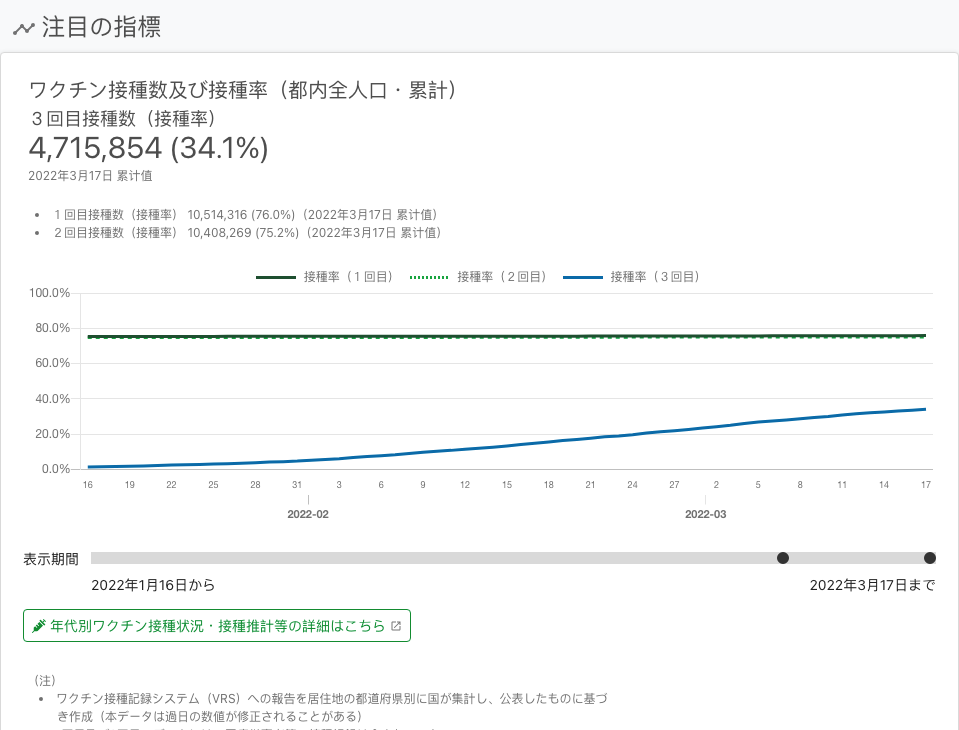 注目の指標
ワクチン接種数及び接種率（都内全人口・累計）
３回目接種数（接種率）
4,715,854 (34.1%)
2022年3月17日 累计值
１回目接種数（接種率） 10,514,316 (76.0%)（2022年3月17日 累计值）
２回目接種数（接種率） 10,408,269 (75.2%)（2022年3月17日 累计值）
接種率（１回目） 接種率（２回目） 接種率（３回目）
100.0%
80.0%
60.0%
40.0%
20.0%
0.0%
16 19 22 25 28 31 3 6 9 12 15 18 21 24 27 2 5 8 11 14 17
2022-02 2022-03
表示期間
2022年1月16日から 2022年3月17日まで
年代別ワクチン接種状況・接種推計等の詳細はこちら
（注）
ワクチン接種記録システム（VRS）への報告を居住地の都道府県別に国が集計し、公表したものに基づ
き作成（本データは過日の数値が修正されることがある）